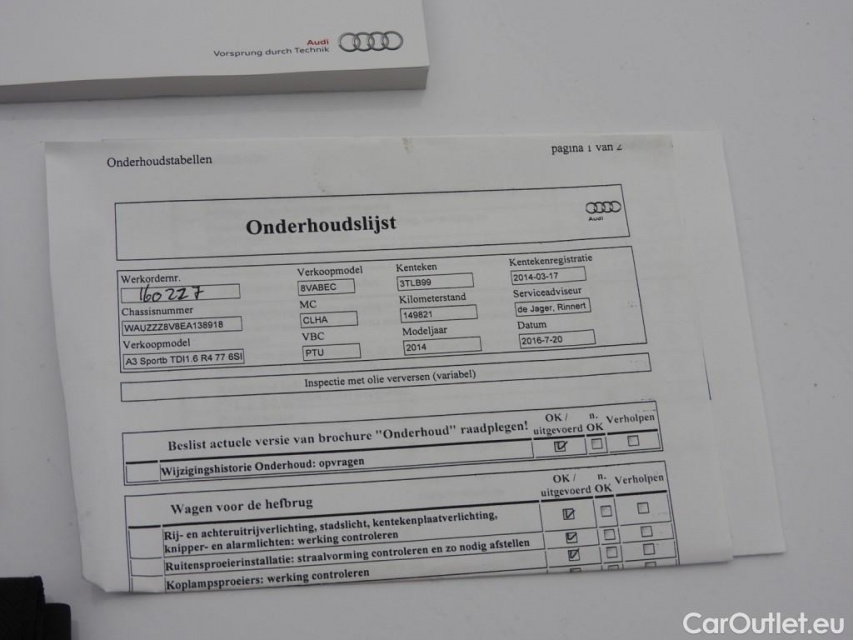 Audi
Vorsprung durch Technik
Onderhoudstabellen
pagina 1 van 2
Onderhoudslijst
Audi
Werkordernr.
160227
Chassisnummer
WAUZZZ8V8EA138918
Verkoopmodel
A3 Sportb TDI1.6 R4 77 6SI
Verkoopmodel
8VABEC
MC
CLHA
VBC
PTU
Kenteken
3TLB99
Kilometerstand
149821
Modeljaar
2014
Kentekenregistratie
2014-03-17
Serviceadviseur
de Jager, Rinnert
Datum
2016-7-20
Inspectie met olie verversen (variabel)
Beslist actuele versie van brochure "Onderhoud" raadplegen!
OK / uitgevoerd
n. OK
Verholpen
Wijzigingshistorie Onderhoud: opvragen
Wagen voor de hefbrug
OK / uitgevoerd
n. OK
Verholpen
Rij- en achteruitrijverlichting, stadslicht, kentekenplaatverlichting,
knipper- en alarmlichten: werking controleren
Ruitensproeierinstallatie: straalvorming controleren en zo nodig afstellen
Koplampsproeiers: werking controleren
CarOutlet.eu